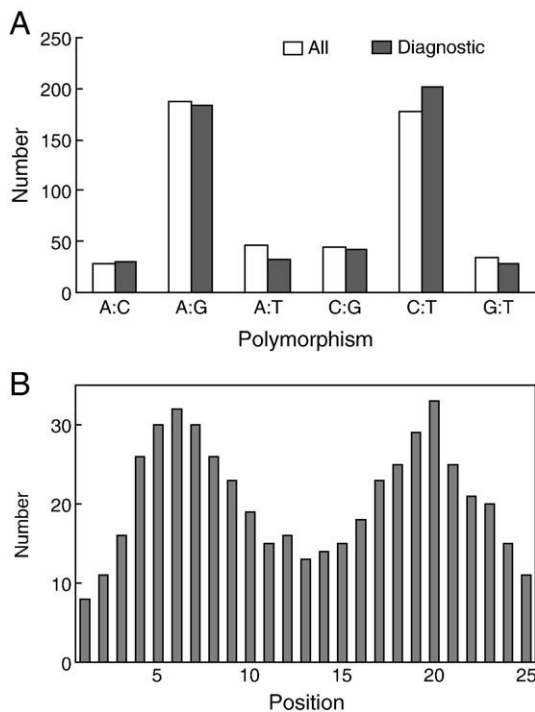 A
250
200
150
100
50
0
Number
All Diagnostic
A:C A:G A:T C:G C:T G:T
Polymorphism
B
30
20
10
0
Number
5 10 15 20 25
Position